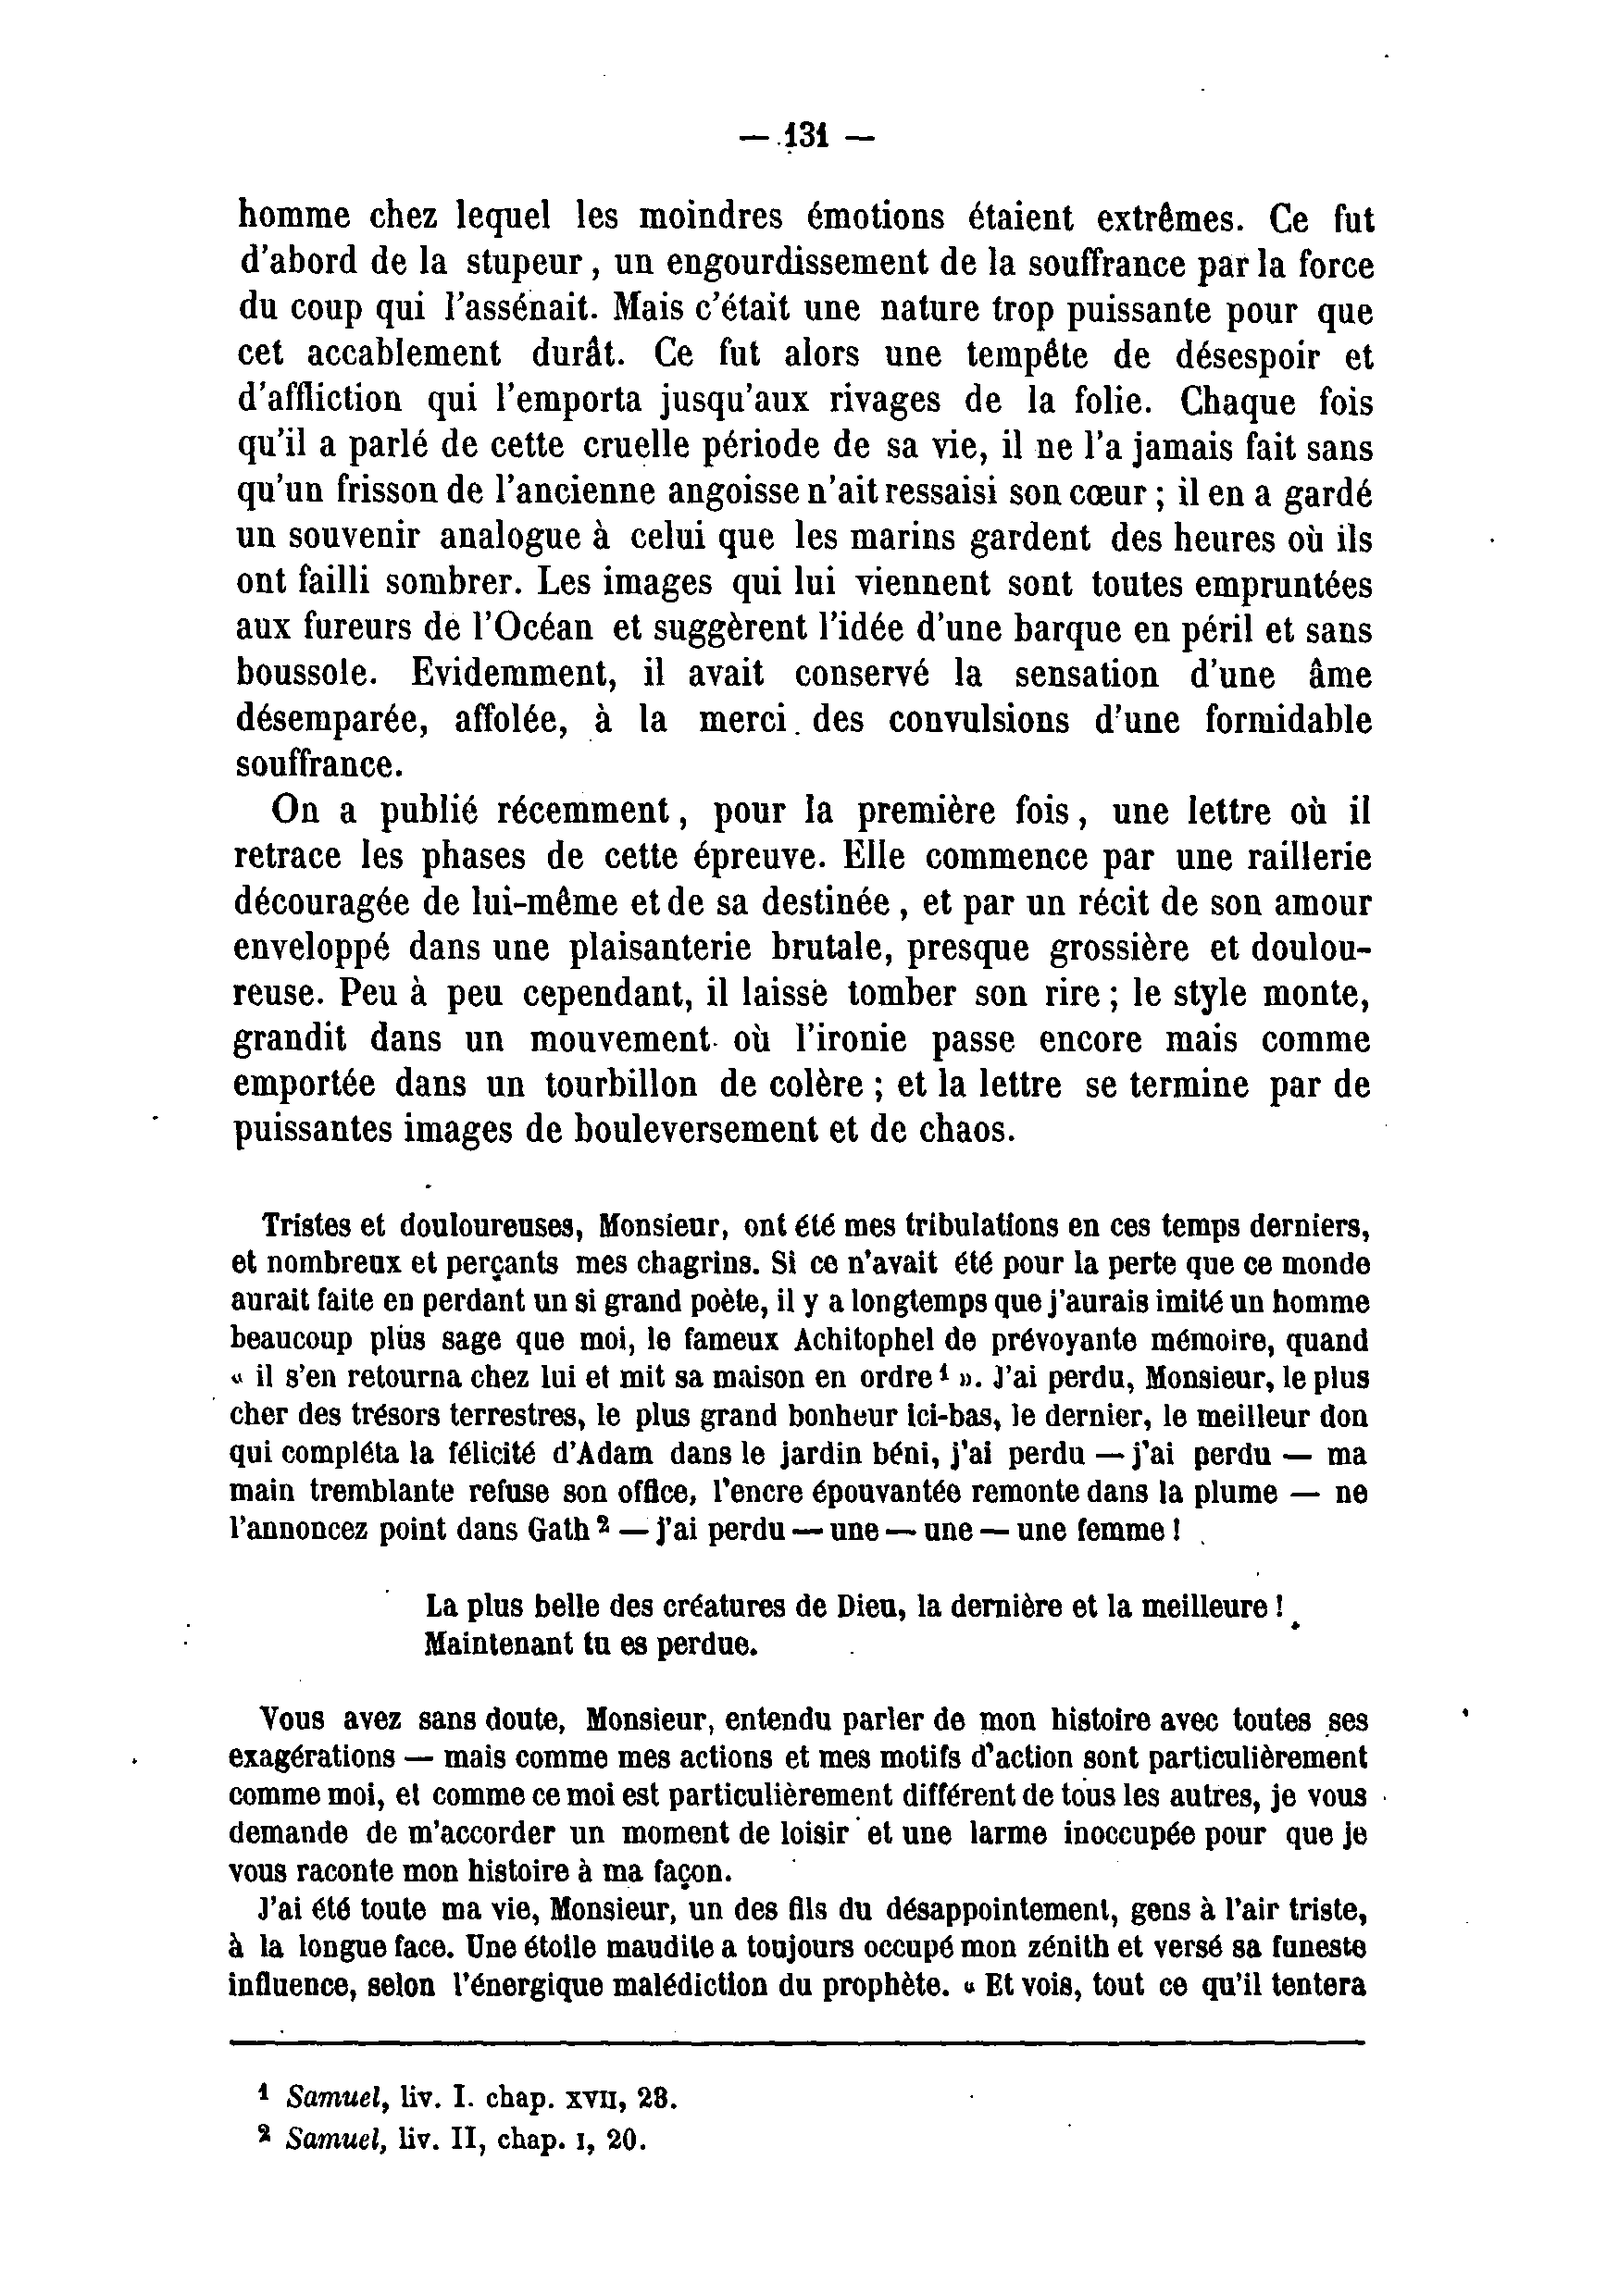 — 131 —
homme chez lequel les moindres émotions étaient extrêmes. Ce fut
d'abord de la stupeur, un engourdissement de la souffrance par la force
du coup qui l'assénait. Mais c'était une nature trop puissante pour que
cet accablement durât. Ce fut alors une tempête de désespoir et
d'affliction qui l'emporta jusqu'aux rivages de la folie. Chaque fois
qu'il a parlé de cette cruelle période de sa vie, il ne l'a jamais fait sans
qu'un frisson de l'ancienne angoisse n'ait ressaisi son cœur ; il en a gardé
un souvenir analogue à celui que les marins gardent des heures où ils
ont failli sombrer. Les images qui lui viennent sont toutes empruntées
aux fureurs de l'Océan et suggèrent l'idée d'une barque en péril et sans
boussole. Evidemment, il avait conservé la sensation d'une âme
désemparée, affolée, à la merci des convulsions d'une formidable
souffrance.
On a publié récemment, pour la première fois, une lettre où il
retrace les phases de cette épreuve. Elle commence par une raillerie
découragée de lui-même et de sa destinée, et par un récit de son amour
enveloppé dans une plaisanterie brutale, presque grossière et doulou-
reuse. Peu à peu cependant, il laisse tomber son rire ; le style monte,
grandit dans un mouvement où l'ironie passe encore mais comme
emportée dans un tourbillon de colère ; et la lettre se termine par de
puissantes images de bouleversement et de chaos.
Tristes et douloureuses, Monsieur, ont été mes tribulations en ces temps derniers,
et nombreux et perçants mes chagrins. Si ce n'avait été pour la perte que ce monde
aurait faite en perdant un si grand poète, il y a longtemps que j'aurais imité un homme
beaucoup plus sage que moi, le fameux Achitophel de prévoyante mémoire, quand
« il s'en retourna chez lui et mit sa maison en ordre ¹ ». J'ai perdu, Monsieur, le plus
cher des trésors terrestres, le plus grand bonheur ici-bas, le dernier, le meilleur don
qui compléta la félicité d'Adam dans le jardin béni, j'ai perdu — j'ai perdu — ma
main tremblante refuse son office, l'encre épouvantée remonte dans la plume — ne
l'annoncez point dans Gath ² — j'ai perdu — une — une — une femme !
La plus belle des créatures de Dieu, la dernière et la meilleure !
Maintenant tu es perdue.
Vous avez sans doute, Monsieur, entendu parler de mon histoire avec toutes ses
exagérations — mais comme mes actions et mes motifs d'action sont particulièrement
comme moi, et comme ce moi est particulièrement différent de tous les autres, je vous
demande de m'accorder un moment de loisir et une larme inoccupée pour que je
vous raconte mon histoire à ma façon.
J'ai été toute ma vie, Monsieur, un des fils du désappointement, gens à l'air triste,
à la longue face. Une étoile maudite a toujours occupé mon zénith et versé sa funeste
influence, selon l'énergique malédiction du prophète. « Et vois, tout ce qu'il tentera
¹ Samuel, liv. I. chap. XVII, 23.
² Samuel, liv. II, chap. I, 20.